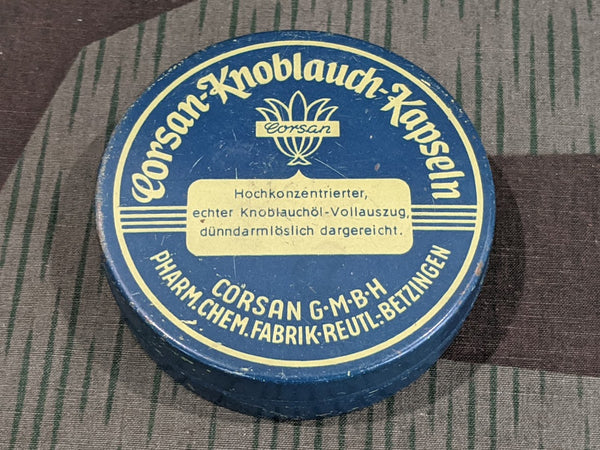 Corsan-Knoblauch-Kapseln
Corsan
Hochkonzentrierter,
echter Knoblauchöl-Vollauszug,
dünndarmlöslich dargereicht.
CORSAN G·M·B·H
PHARM.CHEM.FABRIK·REUTL.-BETZINGEN